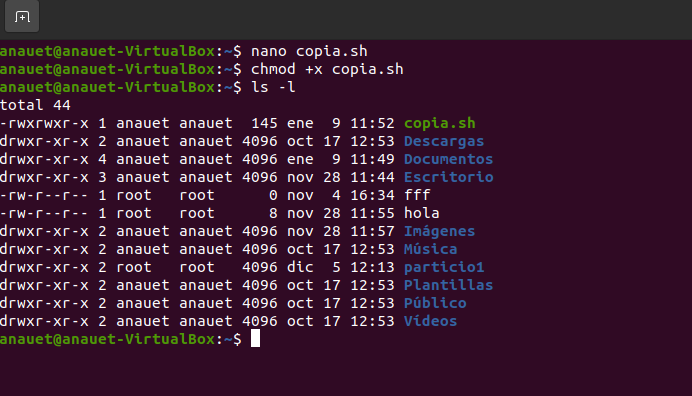 anauet@anauet-VirtualBox:~$ nano copia.sh
anauet@anauet-VirtualBox:~$ chmod +x copia.sh
anauet@anauet-VirtualBox:~$ ls -l
total 44
-rwxrwxr-x 1 anauet anauet  145 ene  9 11:52 copia.sh
drwxr-xr-x 2 anauet anauet 4096 oct 17 12:53 Descargas
drwxr-xr-x 4 anauet anauet 4096 ene  9 11:49 Documentos
drwxr-xr-x 3 anauet anauet 4096 nov 28 11:44 Escritorio
-rw-r--r-- 1 root   root      0 nov  4 16:34 fff
-rw-r--r-- 1 root   root      8 nov 28 11:55 hola
drwxr-xr-x 2 anauet anauet 4096 nov 28 11:57 Imágenes
drwxr-xr-x 2 anauet anauet 4096 oct 17 12:53 Música
drwxr-xr-x 2 root   root   4096 dic  5 12:13 particio1
drwxr-xr-x 2 anauet anauet 4096 oct 17 12:53 Plantillas
drwxr-xr-x 2 anauet anauet 4096 oct 17 12:53 Público
drwxr-xr-x 2 anauet anauet 4096 oct 17 12:53 Vídeos
anauet@anauet-VirtualBox:~$